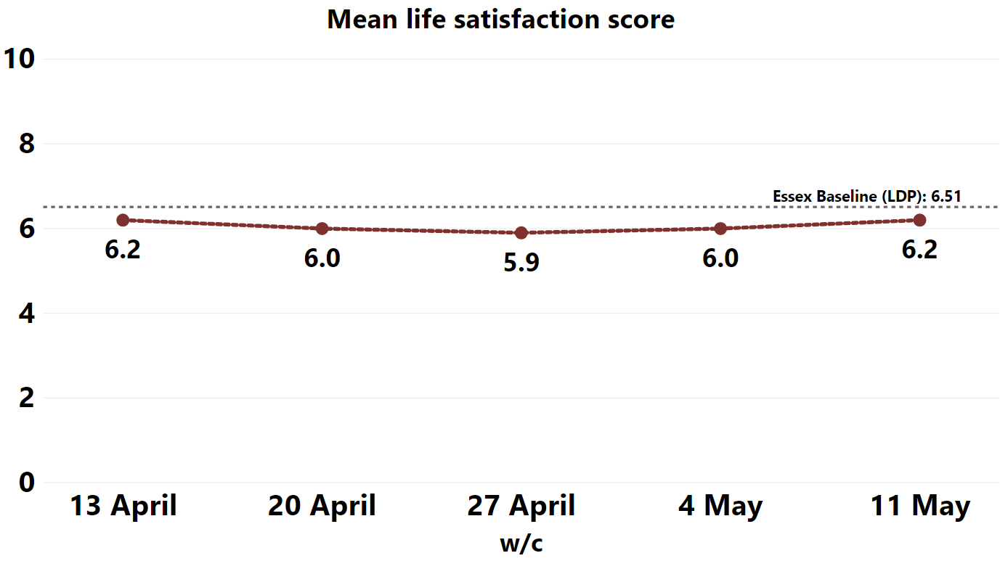 Mean life satisfaction score
10
8
Essex Baseline (LDP): 6.51
6
6.2
6.0
5.9
6.0
6.2
4
2
0
13 April
20 April
27 April
4 May
11 May
w/c